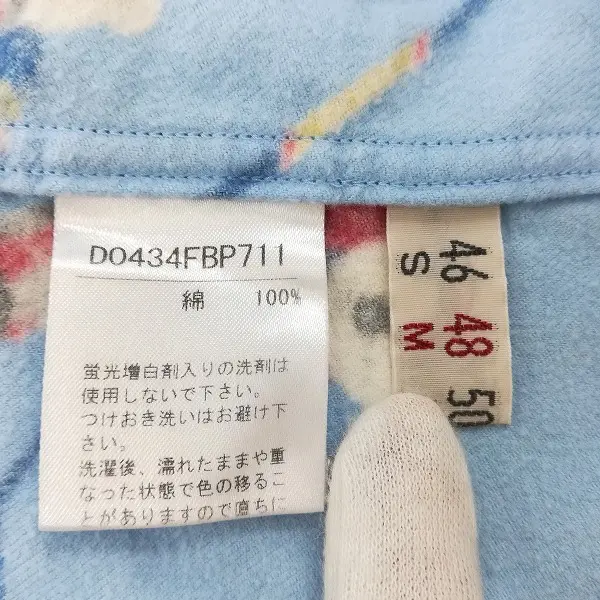 DO434FBP711
綿 100%
蛍光増白剤入りの洗剤は
使用しないで下さい。
つけおき洗いはお避け下
さい。
洗濯後、濡れたままや重
なった状態で色の移るこ
とがありますので直ちに
46 48 50
S M